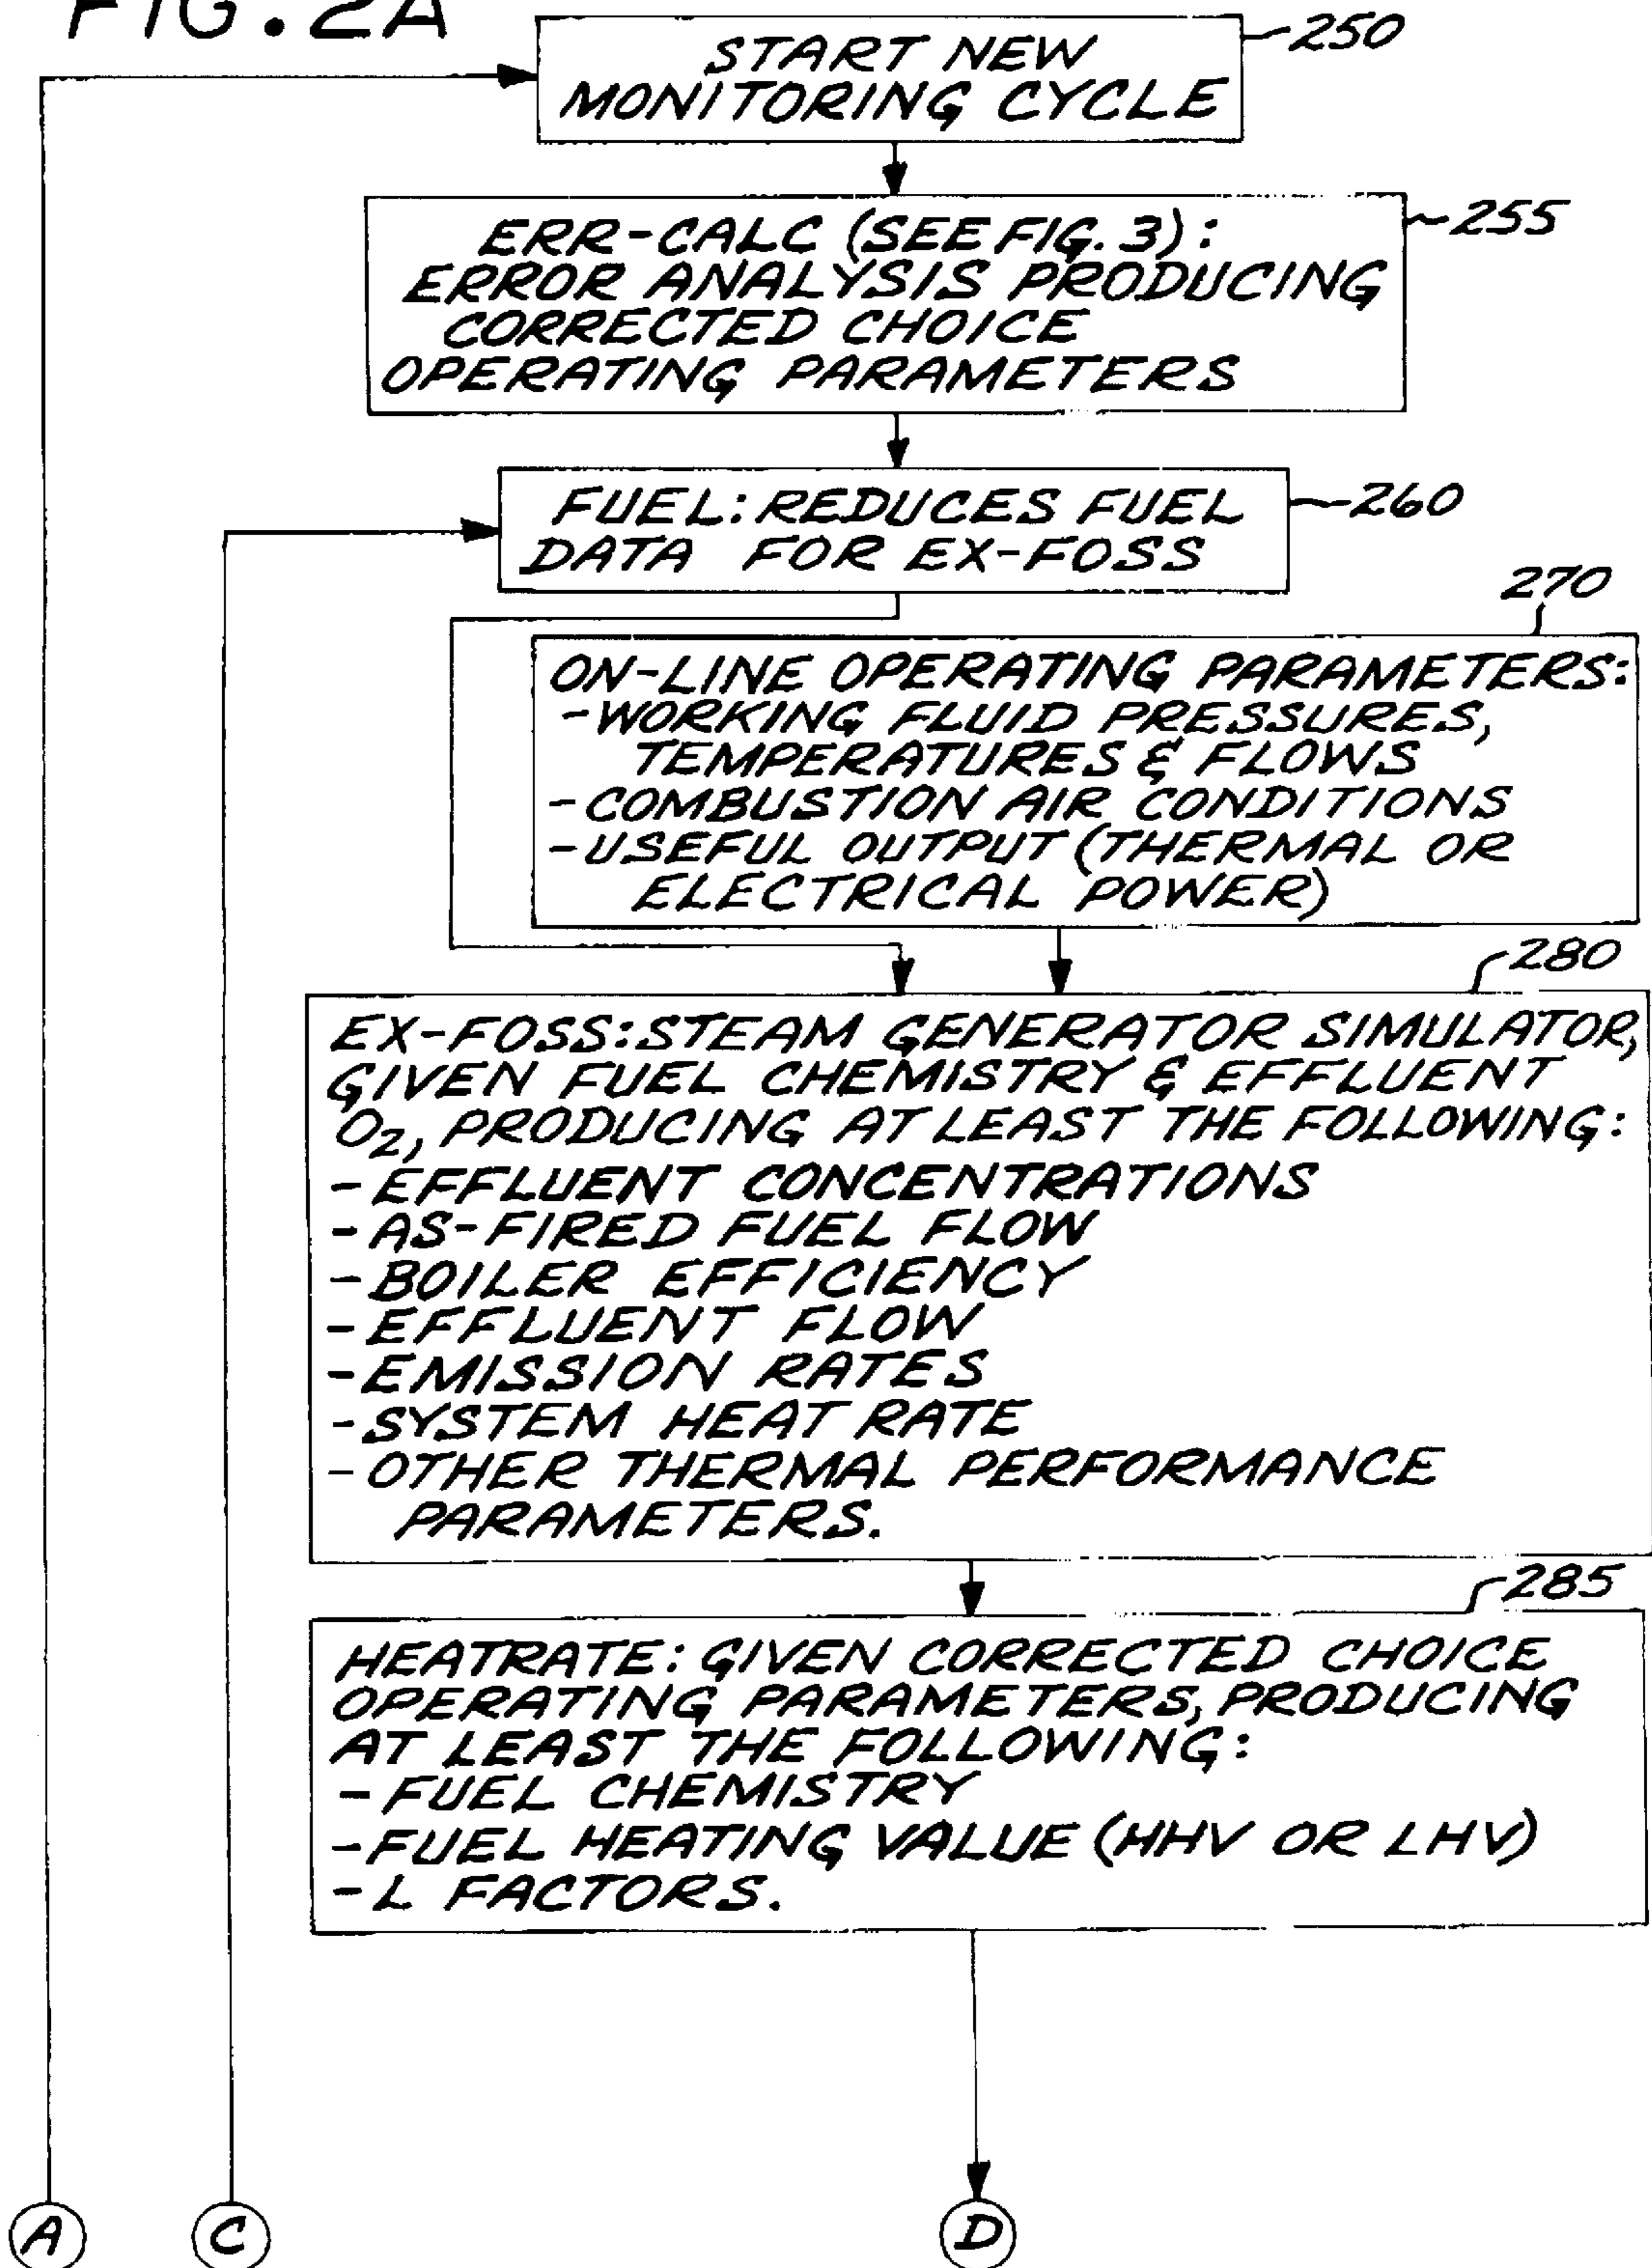 FIG. 2A
START NEW
MONITORING CYCLE
250
ERR-CALC (SEE FIG. 3):
ERROR ANALYSIS PRODUCING
CORRECTED CHOICE
OPERATING PARAMETERS
255
FUEL: REDUCES FUEL
DATA FOR EX-FOSS
260
270
ON-LINE OPERATING PARAMETERS:
-WORKING FLUID PRESSURES,
TEMPERATURES & FLOWS
-COMBUSTION AIR CONDITIONS
-USEFUL OUTPUT (THERMAL OR
ELECTRICAL POWER)
280
EX-FOSS: STEAM GENERATOR SIMULATOR,
GIVEN FUEL CHEMISTRY & EFFLUENT
O₂, PRODUCING AT LEAST THE FOLLOWING:
-EFFLUENT CONCENTRATIONS
-AS-FIRED FUEL FLOW
-BOILER EFFICIENCY
-EFFLUENT FLOW
-EMISSION RATES
-SYSTEM HEAT RATE
-OTHER THERMAL PERFORMANCE
PARAMETERS.
285
HEATRATE: GIVEN CORRECTED CHOICE
OPERATING PARAMETERS, PRODUCING
AT LEAST THE FOLLOWING:
-FUEL CHEMISTRY
-FUEL HEATING VALUE (HHV OR LHV)
-L FACTORS.
A
C
D